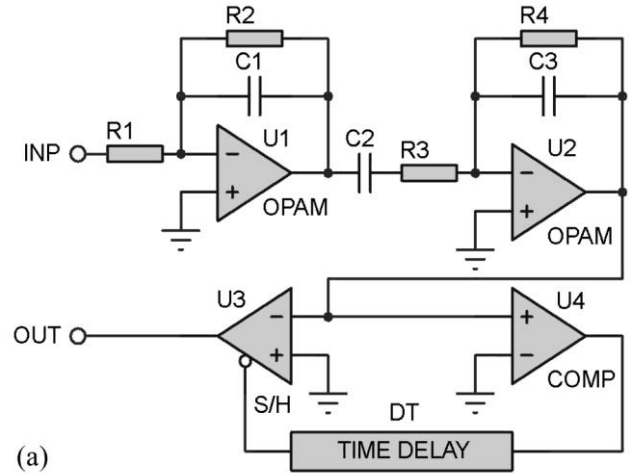 R2
R4
C1
C3
R1
U1
C2
R3
U2
INP
−
+
−
+
OPAM
OPAM
U3
U4
−
+
OUT
+
−
S/H
COMP
DT
TIME DELAY
(a)